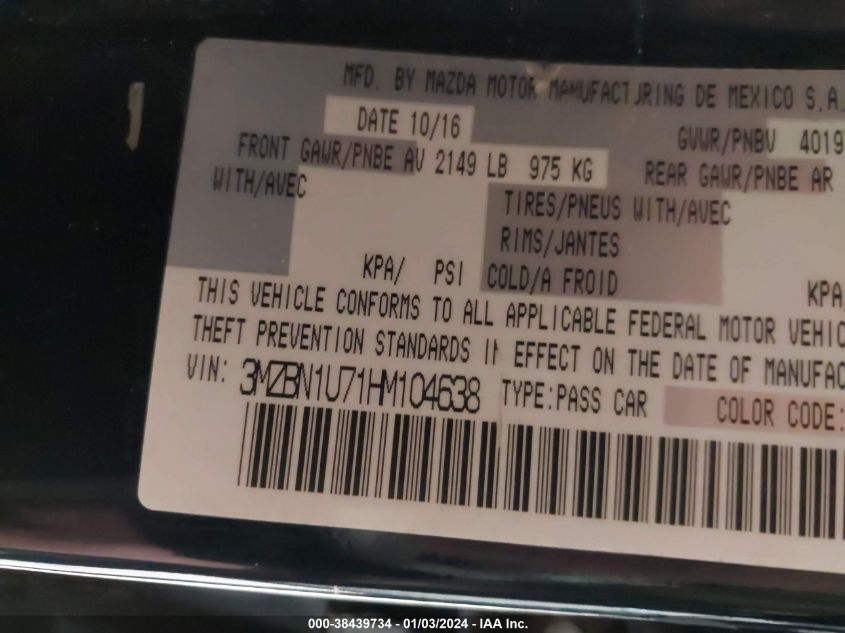 MFD. BY MAZDA MOTOR MANUFACTURING DE MEXICO S.A.
DATE 10/16
GVWR/PNBV 4019
FRONT GAWR/PNBE AV 2149 LB 975 KG
REAR GAWR/PNBE AR
WITH/AVEC
TIRES/PNEUS WITH/AVEC
RIMS/JANTES
KPA/ PSI COLD/A FROID
KPA/
THIS VEHICLE CONFORMS TO ALL APPLICABLE FEDERAL MOTOR VEHIC
THEFT PREVENTION STANDARDS IN EFFECT ON THE DATE OF MANUFAC
VIN: 3MZBN1U71HM104638 TYPE:PASS CAR COLOR CODE:
000-38439734 - 01/03/2024 - IAA Inc.